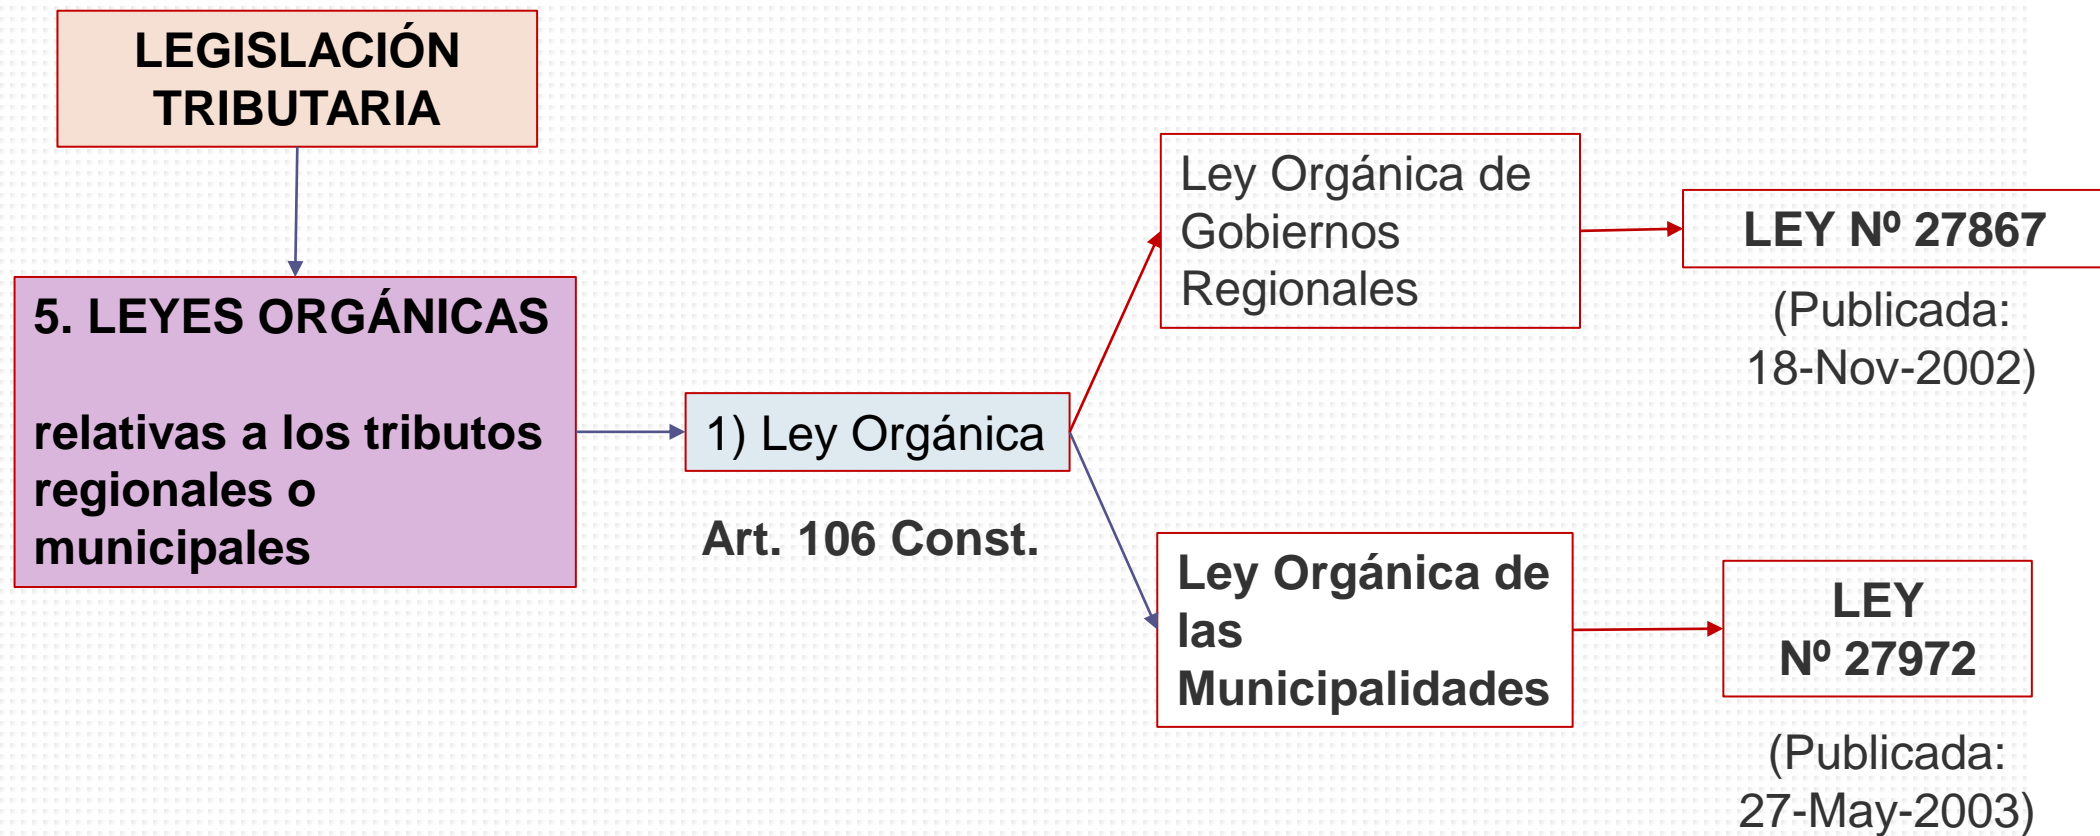 LEGISLACIÓN
TRIBUTARIA
5. LEYES ORGÁNICAS
relativas a los tributos
regionales o
municipales
1) Ley Orgánica
Art. 106 Const.
Ley Orgánica de
Gobiernos
Regionales
LEY Nº 27867
(Publicada:
18-Nov-2002)
Ley Orgánica de
las
Municipalidades
LEY
Nº 27972
(Publicada:
27-May-2003)